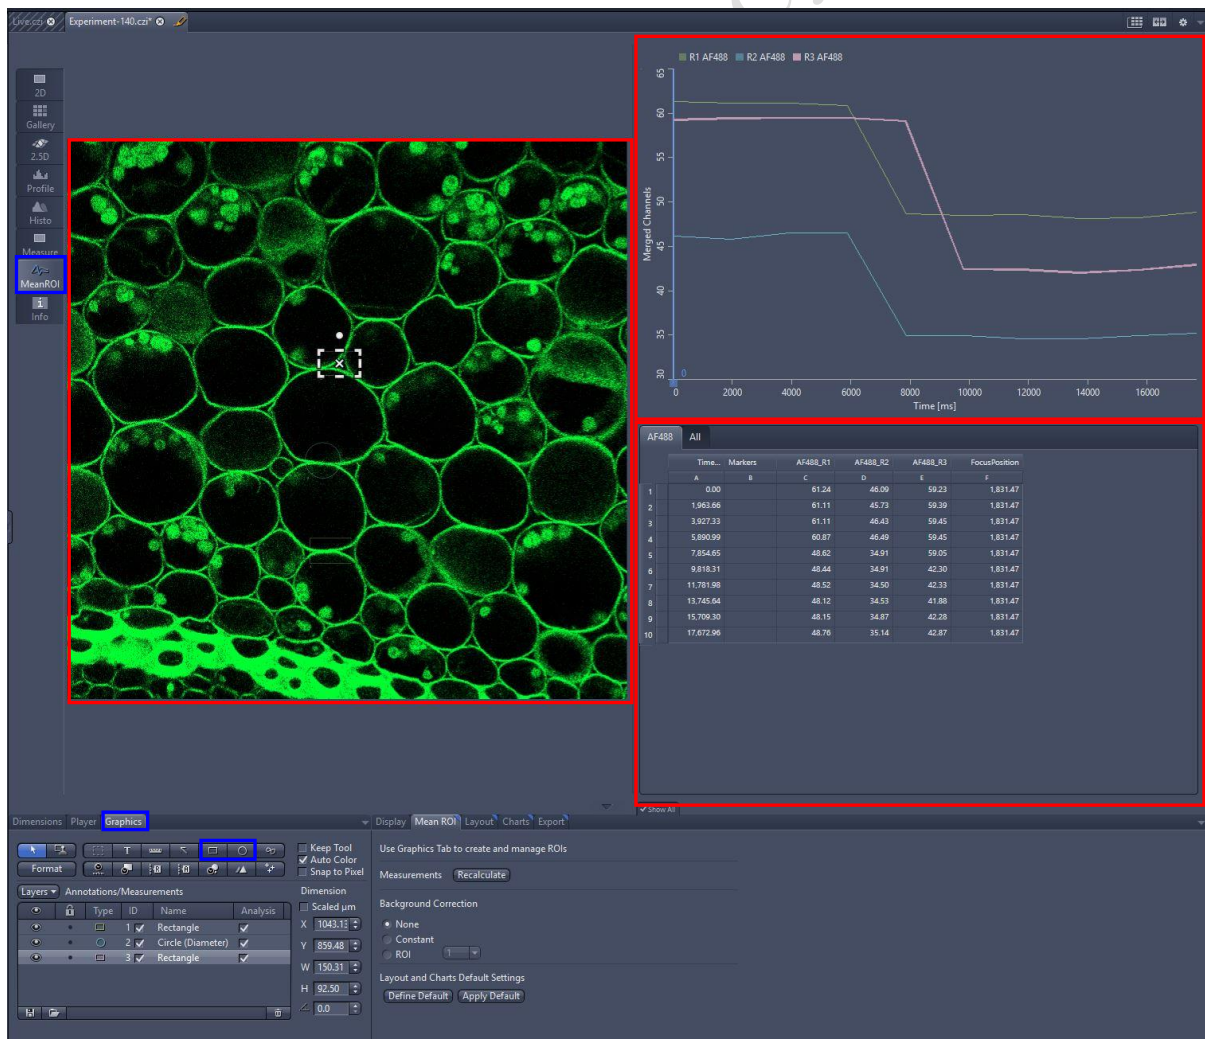 Live.czi Experiment-140.czi*
2D
Gallery
2.5D
Profile
Histo
Measure
MeanROI
i
Info
R1 AF488 R2 AF488 R3 AF488
Merged Channels
65
60
55
50
45
40
35
30
0
0 2000 4000 6000 8000 10000 12000 14000 16000
Time [ms]
AF488 All
Time... Markers AF488_R1 AF488_R2 AF488_R3 FocusPosition
A B C D E F
1 0.00 61.24 46.09 59.23 1,831.47
2 1,963.66 61.11 45.73 59.39 1,831.47
3 3,927.33 61.11 46.43 59.45 1,831.47
4 5,890.99 60.87 46.49 59.45 1,831.47
5 7,854.65 48.62 34.91 59.05 1,831.47
6 9,818.31 48.44 34.91 42.30 1,831.47
7 11,781.98 48.52 34.50 42.33 1,831.47
8 13,745.64 48.12 34.53 41.88 1,831.47
9 15,709.30 48.15 34.87 42.28 1,831.47
10 17,672.96 48.76 35.14 42.87 1,831.47
Show All
Dimensions Player Graphics
Keep Tool
Auto Color
Snap to Pixel
T
Format
Layers Annotations/Measurements
Type ID Name Analysis
1 Rectangle
2 Circle (Diameter)
3 Rectangle
Dimension
Scaled µm
X 1043.13
Y 859.48
W 150.31
H 92.50
0.0
Display Mean ROI Layout Charts Export
Use Graphics Tab to create and manage ROIs
Measurements Recalculate
Background Correction
None
Constant
ROI 1
Layout and Charts Default Settings
Define Default Apply Default